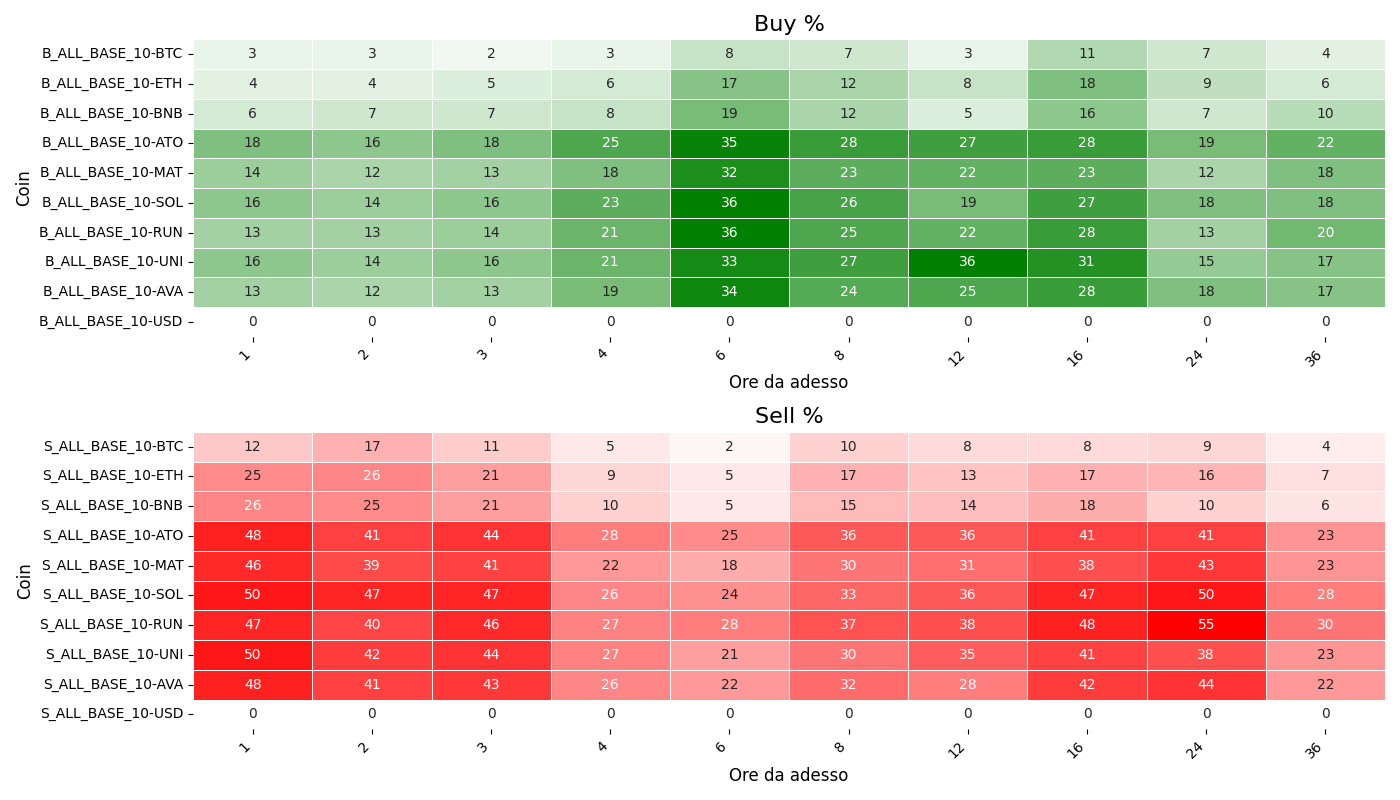 Buy %
Coin
B_ALL_BASE_10-BTC 3 3 2 3 8 7 3 11 7 4
B_ALL_BASE_10-ETH 4 4 5 6 17 12 8 18 9 6
B_ALL_BASE_10-BNB 6 7 7 8 19 12 5 16 7 10
B_ALL_BASE_10-ATO 18 16 18 25 35 28 27 28 19 22
B_ALL_BASE_10-MAT 14 12 13 18 32 23 22 23 12 18
B_ALL_BASE_10-SOL 16 14 16 23 36 26 19 27 18 18
B_ALL_BASE_10-RUN 13 13 14 21 36 25 22 28 13 20
B_ALL_BASE_10-UNI 16 14 16 21 33 27 36 31 15 17
B_ALL_BASE_10-AVA 13 12 13 19 34 24 25 28 18 17
B_ALL_BASE_10-USD 0 0 0 0 0 0 0 0 0 0
1 2 3 4 6 8 12 16 24 36
Ore da adesso
Sell %
Coin
S_ALL_BASE_10-BTC 12 17 11 5 2 10 8 8 9 4
S_ALL_BASE_10-ETH 25 26 21 9 5 17 13 17 16 7
S_ALL_BASE_10-BNB 26 25 21 10 5 15 14 18 10 6
S_ALL_BASE_10-ATO 48 41 44 28 25 36 36 41 41 23
S_ALL_BASE_10-MAT 46 39 41 22 18 30 31 38 43 23
S_ALL_BASE_10-SOL 50 47 47 26 24 33 36 47 50 28
S_ALL_BASE_10-RUN 47 40 46 27 28 37 38 48 55 30
S_ALL_BASE_10-UNI 50 42 44 27 21 30 35 41 38 23
S_ALL_BASE_10-AVA 48 41 43 26 22 32 28 42 44 22
S_ALL_BASE_10-USD 0 0 0 0 0 0 0 0 0 0
1 2 3 4 6 8 12 16 24 36
Ore da adesso